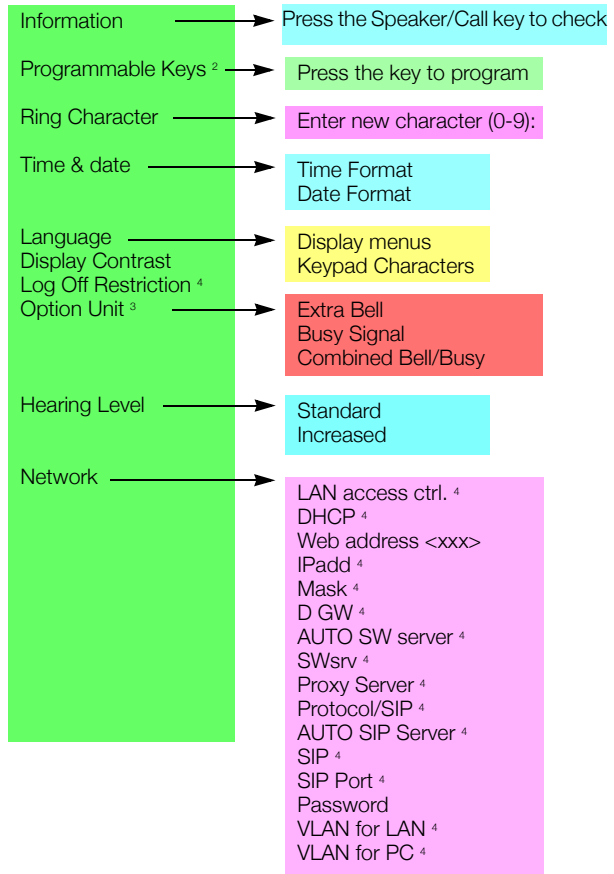 Information
Press the Speaker/Call key to check
Programmable Keys ²
Press the key to program
Ring Character
Enter new character (0-9):
Time & date
Time Format
Date Format
Language
Display menus
Keypad Characters
Display Contrast
Log Off Restriction ⁴
Option Unit ³
Extra Bell
Busy Signal
Combined Bell/Busy
Hearing Level
Standard
Increased
Network
LAN access ctrl. ⁴
DHCP ⁴
Web address <xxx>
IPadd ⁴
Mask ⁴
D GW ⁴
AUTO SW server ⁴
SWsrv ⁴
Proxy Server ⁴
Protocol/SIP ⁴
AUTO SIP Server ⁴
SIP ⁴
SIP Port ⁴
Password
VLAN for LAN ⁴
VLAN for PC ⁴